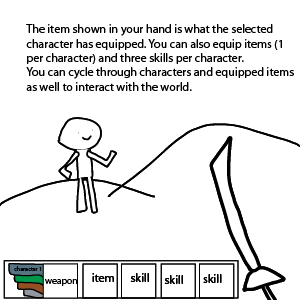 The item shown in your hand is what the selected
character has equipped. You can also equip items (1
per character) and three skills per character.
You can cycle through characters and equipped items
as well to interact with the world.
character 1
weapon
item
skill
skill
skill